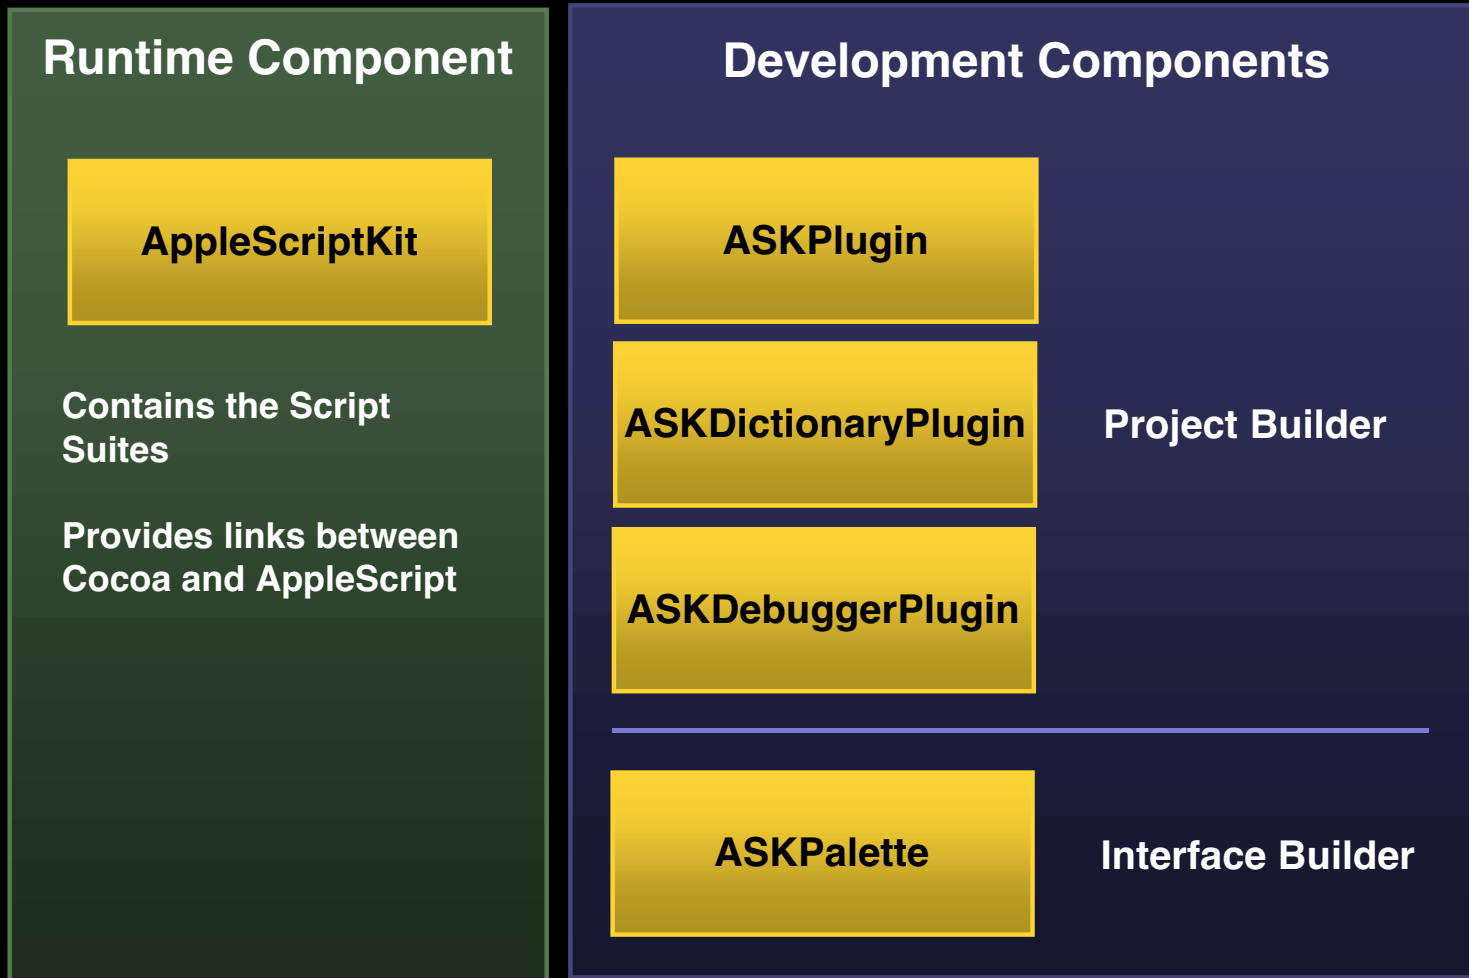 Runtime Component
AppleScriptKit
Contains the Script
Suites
Provides links between
Cocoa and AppleScript
Development Components
ASKPlugin
ASKDictionaryPlugin
ASKDebuggerPlugin
Project Builder
ASKPalette
Interface Builder